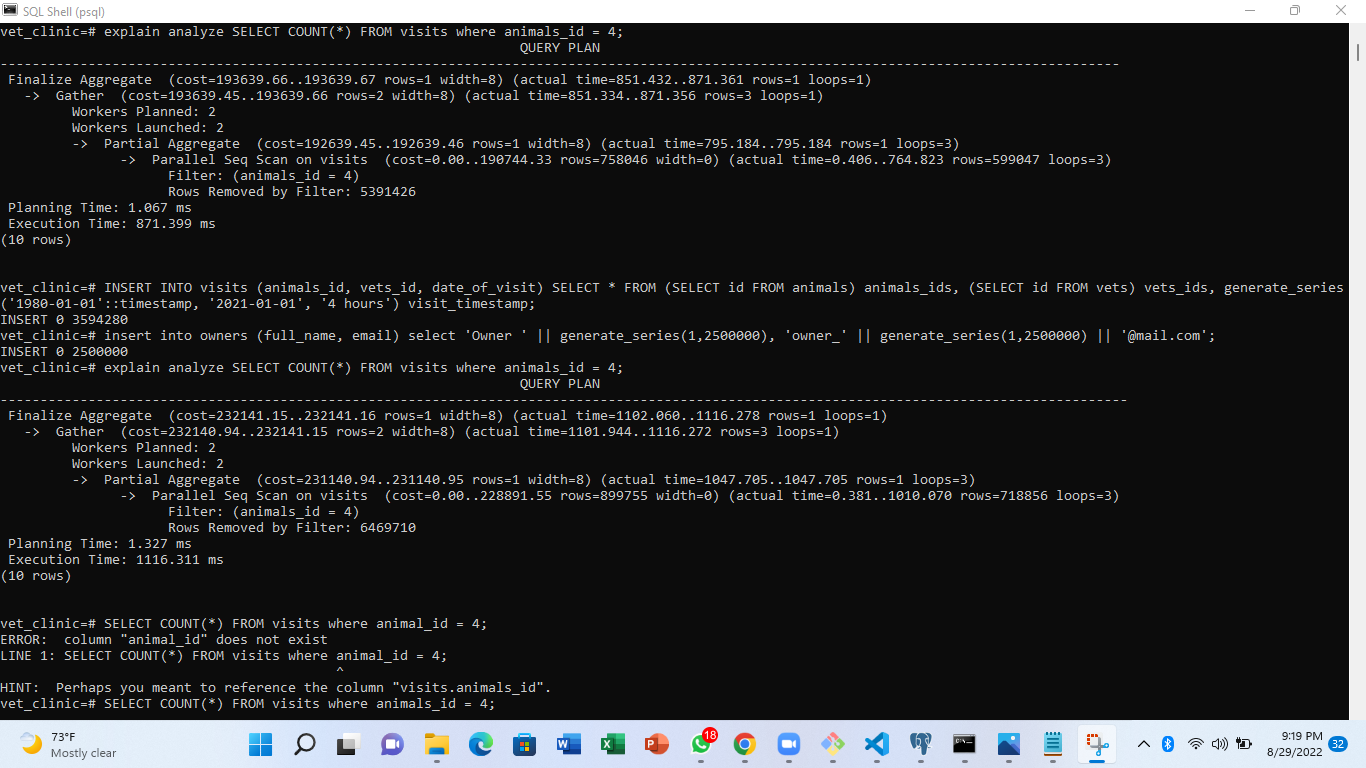 SQL Shell (psql)
vet_clinic=# explain analyze SELECT COUNT(*) FROM visits where animals_id = 4;
QUERY PLAN
--------------------------------------------------------------------------------------------------------------------------------------------
Finalize Aggregate  (cost=193639.66..193639.67 rows=1 width=8) (actual time=851.432..871.361 rows=1 loops=1)
->  Gather  (cost=193639.45..193639.66 rows=2 width=8) (actual time=851.334..871.356 rows=3 loops=1)
Workers Planned: 2
Workers Launched: 2
->  Partial Aggregate  (cost=192639.45..192639.46 rows=1 width=8) (actual time=795.184..795.184 rows=1 loops=3)
->  Parallel Seq Scan on visits  (cost=0.00..190744.33 rows=758046 width=0) (actual time=0.406..764.823 rows=599047 loops=3)
Filter: (animals_id = 4)
Rows Removed by Filter: 5391426
Planning Time: 1.067 ms
Execution Time: 871.399 ms
(10 rows)
vet_clinic=# INSERT INTO visits (animals_id, vets_id, date_of_visit) SELECT * FROM (SELECT id FROM animals) animals_ids, (SELECT id FROM vets) vets_ids, generate_series
('1980-01-01'::timestamp, '2021-01-01', '4 hours') visit_timestamp;
INSERT 0 3594280
vet_clinic=# insert into owners (full_name, email) select 'Owner ' || generate_series(1,2500000), 'owner_' || generate_series(1,2500000) || '@mail.com';
INSERT 0 2500000
vet_clinic=# explain analyze SELECT COUNT(*) FROM visits where animals_id = 4;
QUERY PLAN
---------------------------------------------------------------------------------------------------------------------------------------------
Finalize Aggregate  (cost=232141.15..232141.16 rows=1 width=8) (actual time=1102.060..1116.278 rows=1 loops=1)
->  Gather  (cost=232140.94..232141.15 rows=2 width=8) (actual time=1101.944..1116.272 rows=3 loops=1)
Workers Planned: 2
Workers Launched: 2
->  Partial Aggregate  (cost=231140.94..231140.95 rows=1 width=8) (actual time=1047.705..1047.705 rows=1 loops=3)
->  Parallel Seq Scan on visits  (cost=0.00..228891.55 rows=899755 width=0) (actual time=0.381..1010.070 rows=718856 loops=3)
Filter: (animals_id = 4)
Rows Removed by Filter: 6469710
Planning Time: 1.327 ms
Execution Time: 1116.311 ms
(10 rows)
vet_clinic=# SELECT COUNT(*) FROM visits where animal_id = 4;
ERROR:  column "animal_id" does not exist
LINE 1: SELECT COUNT(*) FROM visits where animal_id = 4;
^
HINT:  Perhaps you meant to reference the column "visits.animals_id".
vet_clinic=# SELECT COUNT(*) FROM visits where animals_id = 4;
73°F
Mostly clear
18
9:19 PM
8/29/2022
32